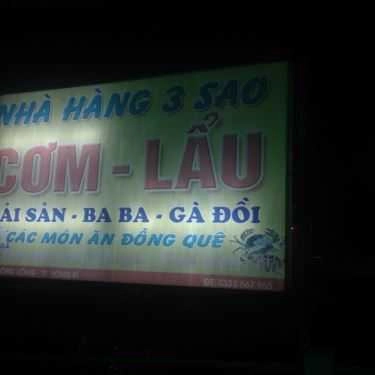 NHÀ HÀNG 3 SAO
CƠM - LẨU
ẢI SẢN - BA BA - GÀ ĐỒI
CÁC MÓN ĂN ĐỒNG QUÊ